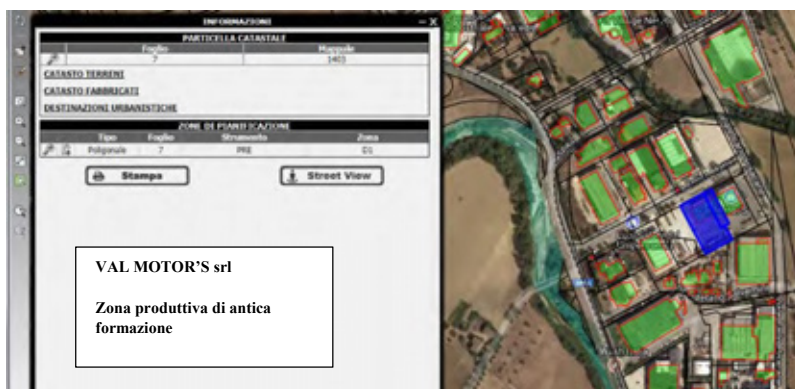 INFORMAZIONI
– X
PARTICELLA CATASTALE
Foglio Mappale
7 1403
CATASTO TERRENI
CATASTO FABBRICATI
DESTINAZIONI URBANISTICHE
ZONE DI PIANIFICAZIONE
Tipo Foglio Strumento Zona
Poligonale 7 PRE D1
Stampa Street View
VAL MOTOR'S srl
Zona produttiva di antica
formazione